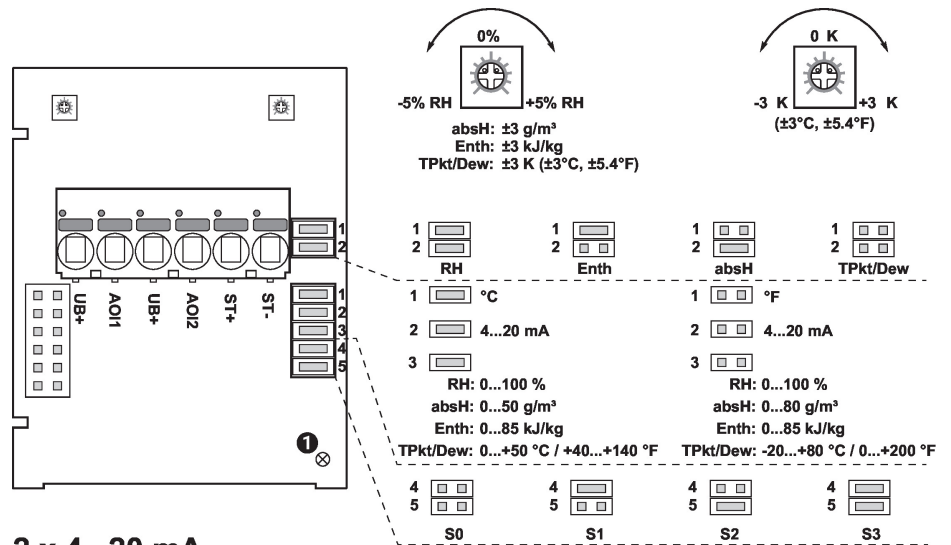 0%
-5% RH +5% RH
absH: ±3 g/m³
Enth: ±3 kJ/kg
TPkt/Dew: ±3 K (±3°C, ±5.4°F)
0 K
-3 K +3 K
(±3°C, ±5.4°F)
1
2
UB+ AOI1 UB+ AOI2 ST+ ST-
1
2
3
4
5
1
1 1 1 1
2 2 2 2
RH Enth absH TPkt/Dew
1 °C
2 4...20 mA
3
RH: 0...100 %
absH: 0...50 g/m³
Enth: 0...85 kJ/kg
TPkt/Dew: 0...+50 °C / +40...+140 °F
1 °F
2 4...20 mA
3
RH: 0...100 %
absH: 0...80 g/m³
Enth: 0...85 kJ/kg
TPkt/Dew: -20...+80 °C / 0...+200 °F
4 4 4 4
5 5 5 5
S0 S1 S2 S3